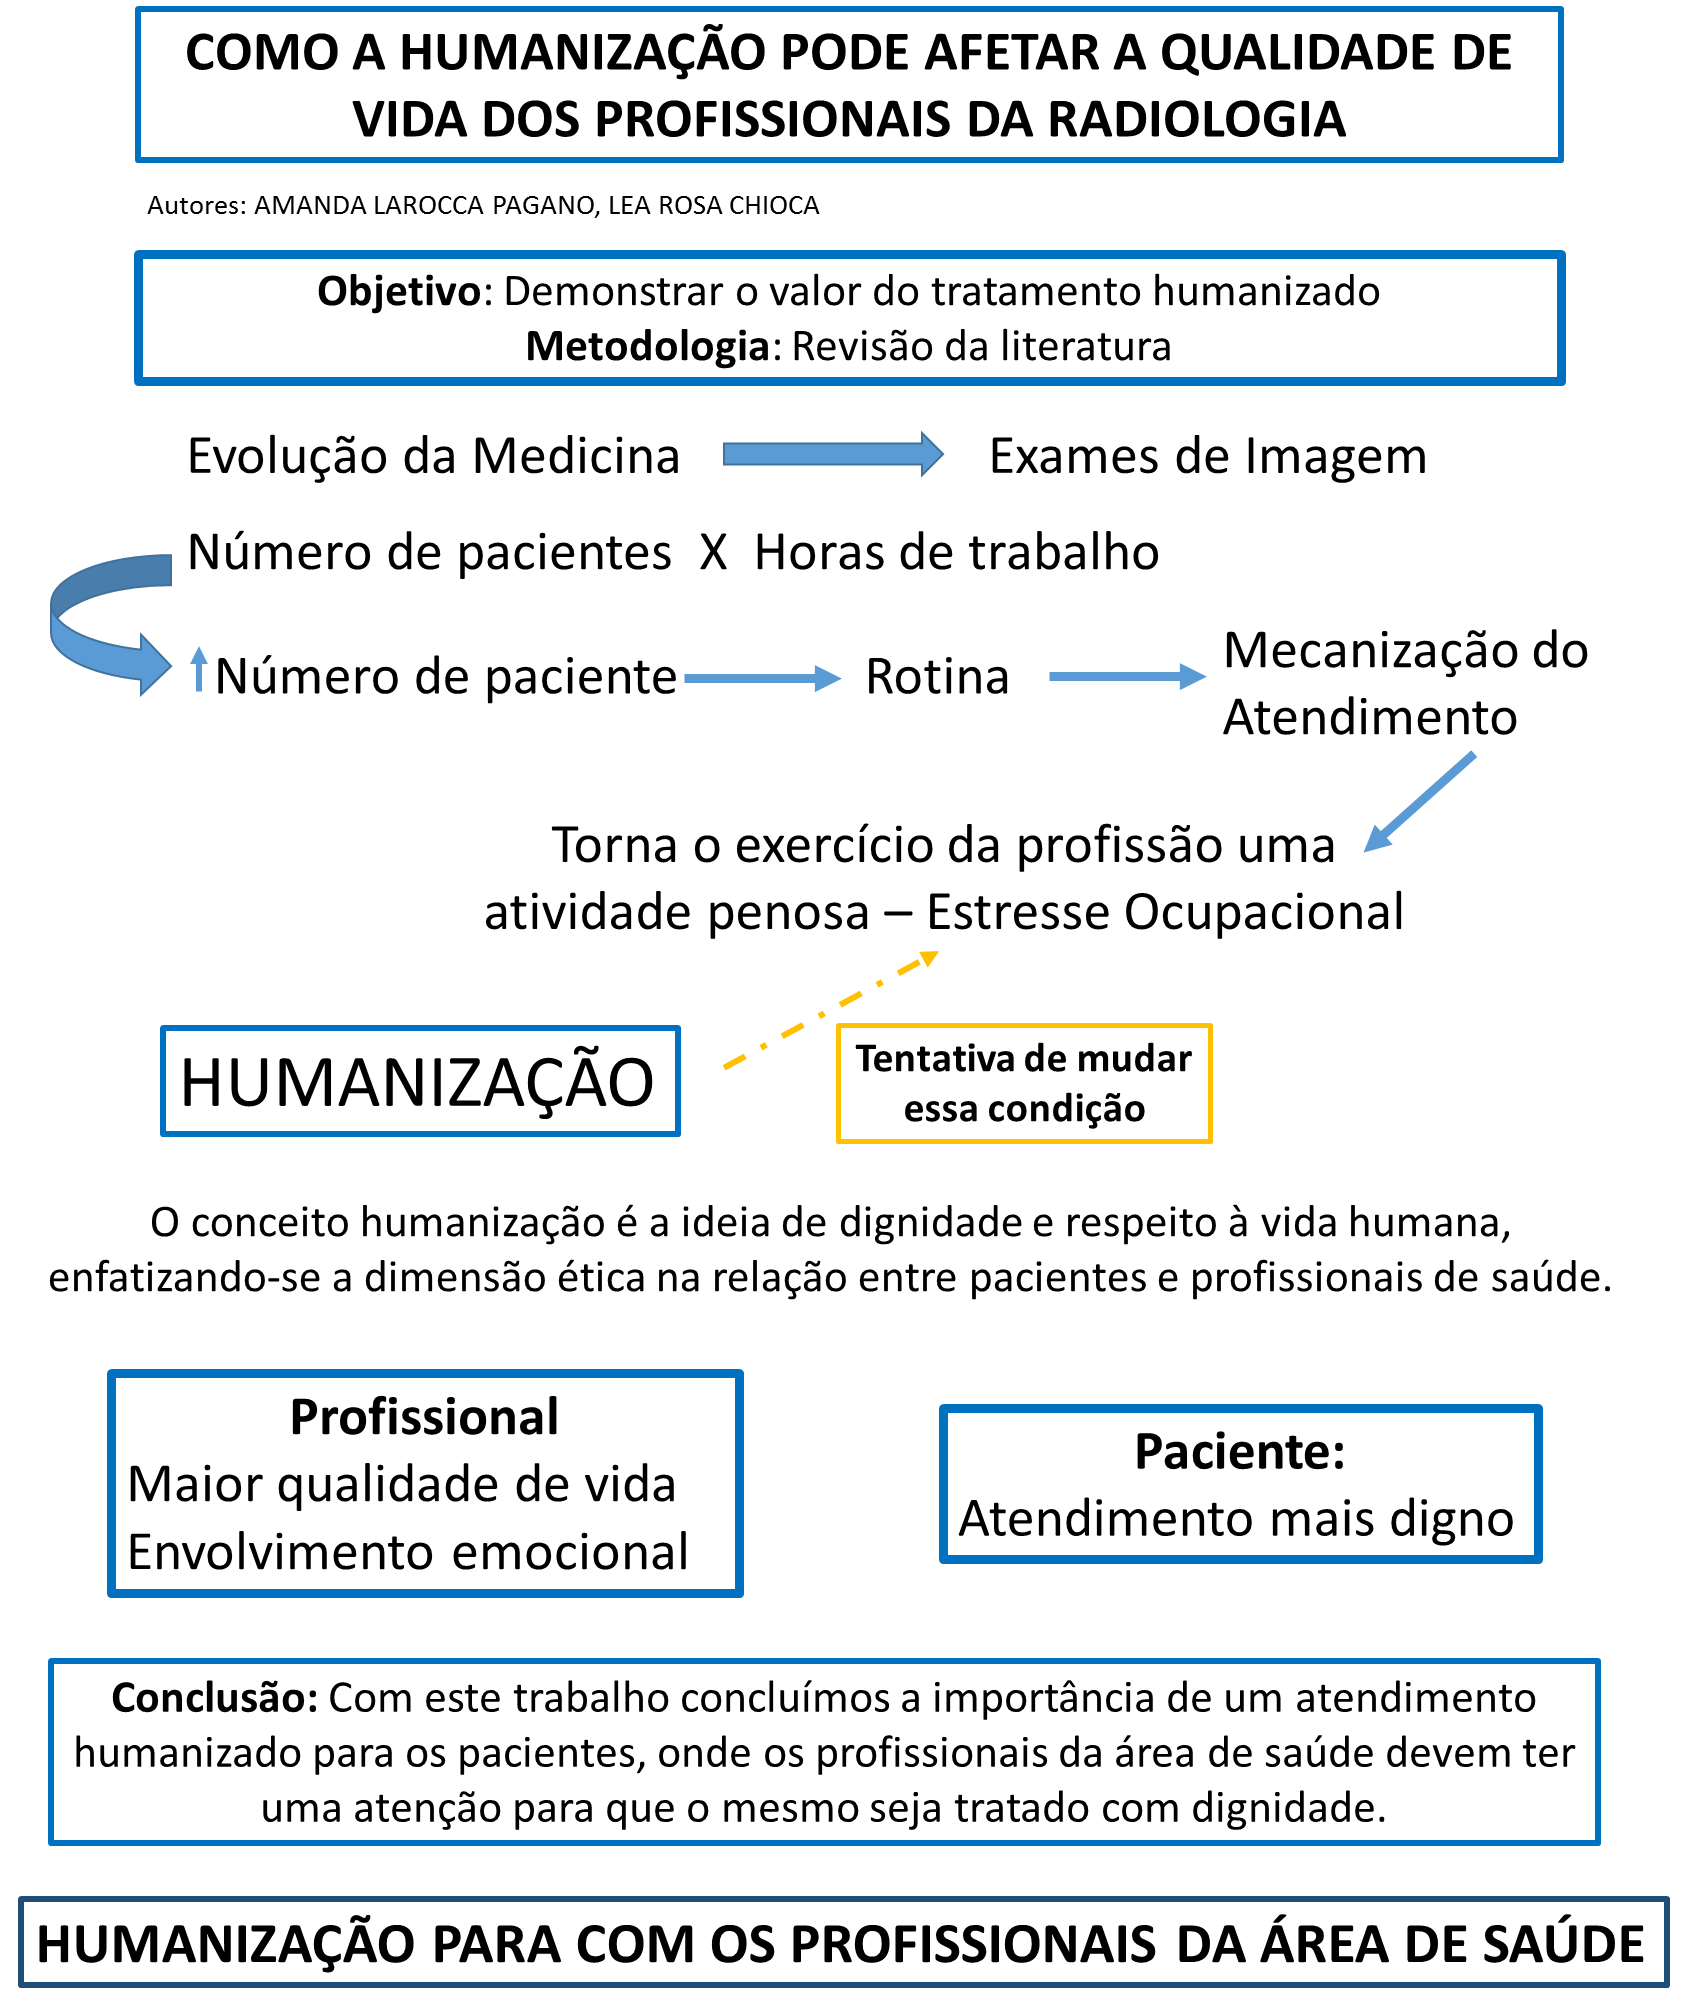 COMO A HUMANIZAÇÃO PODE AFETAR A QUALIDADE DE
VIDA DOS PROFISSIONAIS DA RADIOLOGIA
Autores: AMANDA LAROCCA PAGANO, LEA ROSA CHIOCA
Objetivo: Demonstrar o valor do tratamento humanizado
Metodologia: Revisão da literatura
Evolução da Medicina
Exames de Imagem
Número de pacientes X Horas de trabalho
Número de paciente
Rotina
Mecanização do
Atendimento
Torna o exercício da profissão uma
atividade penosa – Estresse Ocupacional
HUMANIZAÇÃO
Tentativa de mudar
essa condição
O conceito humanização é a ideia de dignidade e respeito à vida humana,
enfatizando-se a dimensão ética na relação entre pacientes e profissionais de saúde.
Profissional
Maior qualidade de vida
Envolvimento emocional
Paciente:
Atendimento mais digno
Conclusão: Com este trabalho concluímos a importância de um atendimento
humanizado para os pacientes, onde os profissionais da área de saúde devem ter
uma atenção para que o mesmo seja tratado com dignidade.
HUMANIZAÇÃO PARA COM OS PROFISSIONAIS DA ÁREA DE SAÚDE